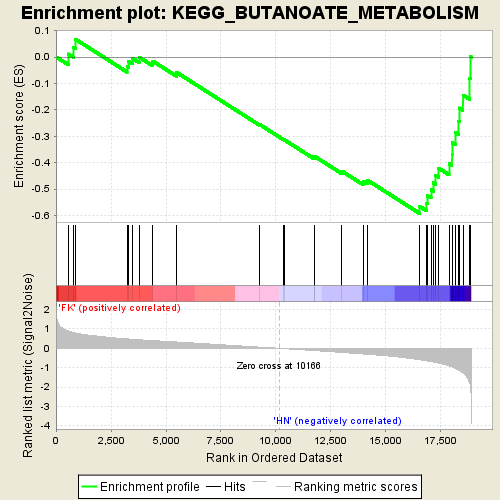 Enrichment plot: KEGG_BUTANOATE_METABOLISM
Enrichment score (ES)
0.1
0.0
-0.1
-0.2
-0.3
-0.4
-0.5
-0.6
'FK' (positively correlated)
Ranked list metric (Signal2Noise)
2
1
0
-1
-2
-3
-4
Zero cross at 10166
'HN' (negatively correlated)
0
2,500
5,000
7,500
10,000
12,500
15,000
17,500
Rank in Ordered Dataset
Enrichment profile
Hits
Ranking metric scores